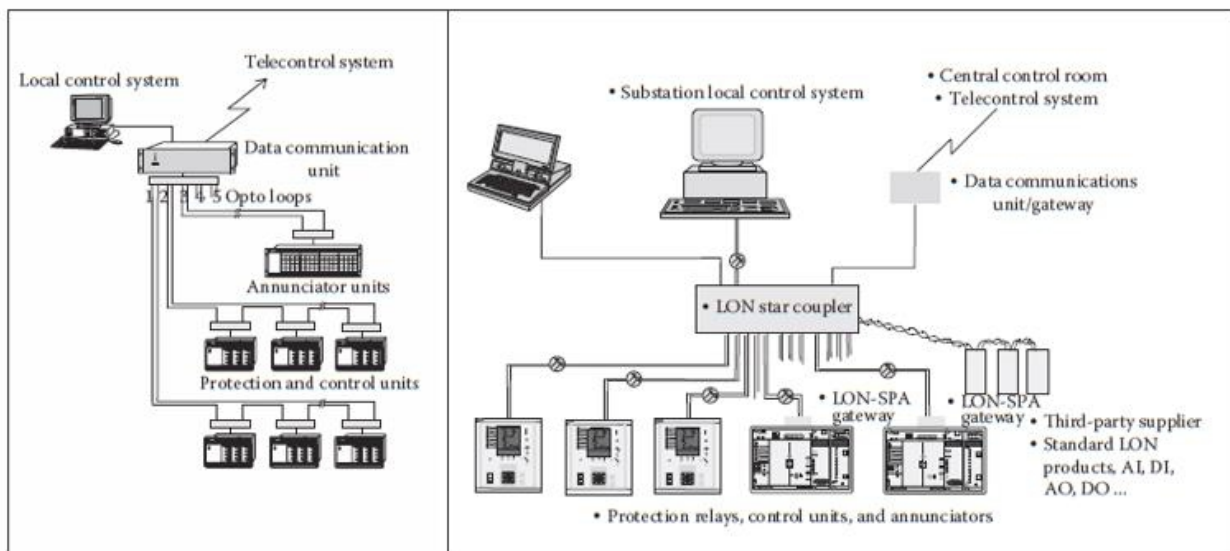 Telecontrol system
Local control system
Data communication
unit
1 2 3 4 5 Opto loops
Annunciator units
Protection and control units
• Substation local control system
• Central control room
• Telecontrol system
• Data communications
unit/gateway
• LON star coupler
• LON-SPA
gateway
• LON-SPA
gateway
• Third-party supplier
• Standard LON
products, AI, DI,
AO, DO ...
• Protection relays, control units, and annunciators